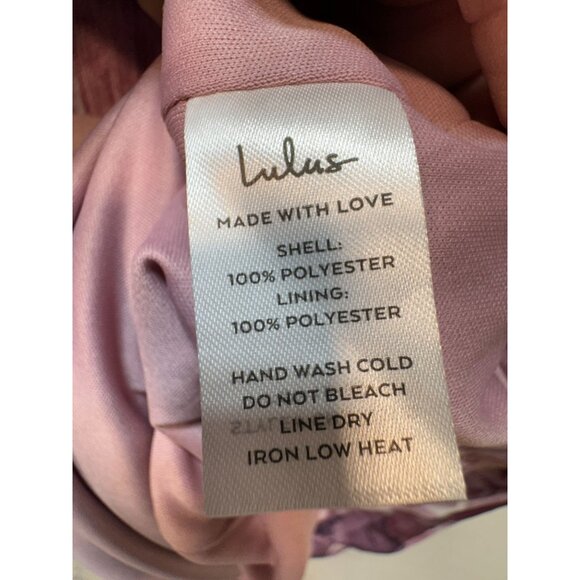 Lulus
MADE WITH LOVE
SHELL:
100% POLYESTER
LINING:
100% POLYESTER
HAND WASH COLD
DO NOT BLEACH
LINE DRY
IRON LOW HEAT